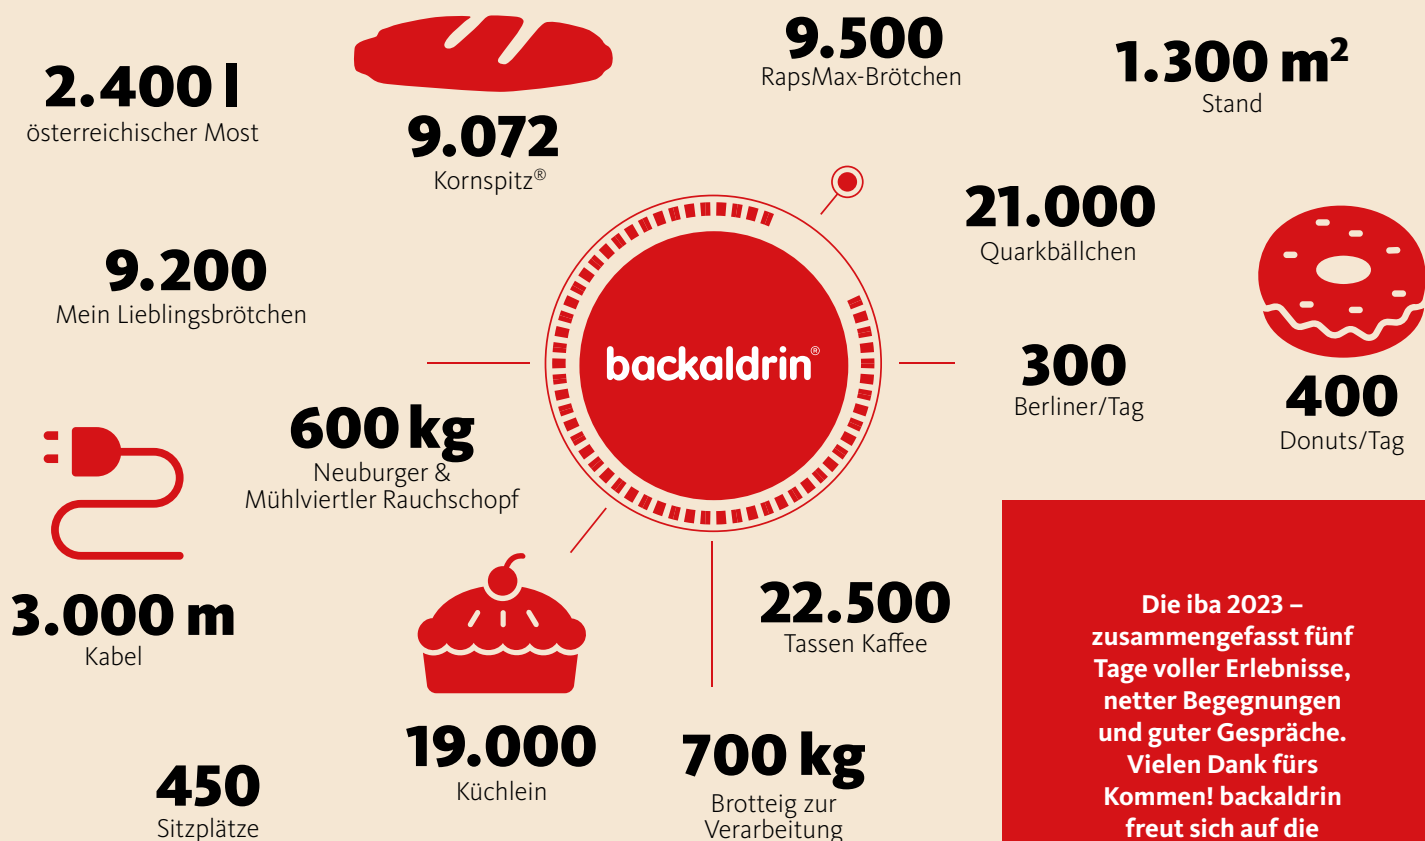 2.400 l
österreichischer Most
9.072
Kornspitz®
9.500
RapsMax-Brötchen
1.300 m²
Stand
9.200
Mein Lieblingsbrötchen
21.000
Quarkbällchen
backaldrin®
300
Berliner/Tag
400
Donuts/Tag
600 kg
Neuburger &
Mühlviertler Rauchschopf
3.000 m
Kabel
22.500
Tassen Kaffee
19.000
Küchlein
700 kg
Brotteig zur
Verarbeitung
450
Sitzplätze
Die iba 2023 –
zusammengefasst fünf
Tage voller Erlebnisse,
netter Begegnungen
und guter Gespräche.
Vielen Dank fürs
Kommen! backaldrin
freut sich auf die